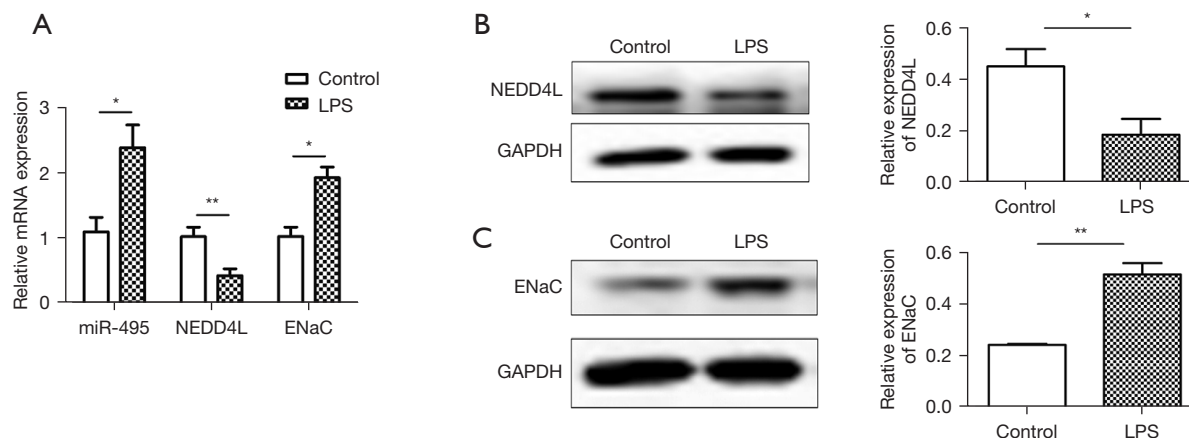 A
Control
LPS
Relative mRNA expression
3
2
1
0
*
**
*
miR-495
NEDD4L
ENaC
B
Control LPS
NEDD4L
GAPDH
Relative expression
of NEDD4L
0.6
0.4
0.2
0.0
*
Control LPS
C
Control LPS
ENaC
GAPDH
Relative expression
of ENaC
0.6
0.4
0.2
0.0
**
Control LPS